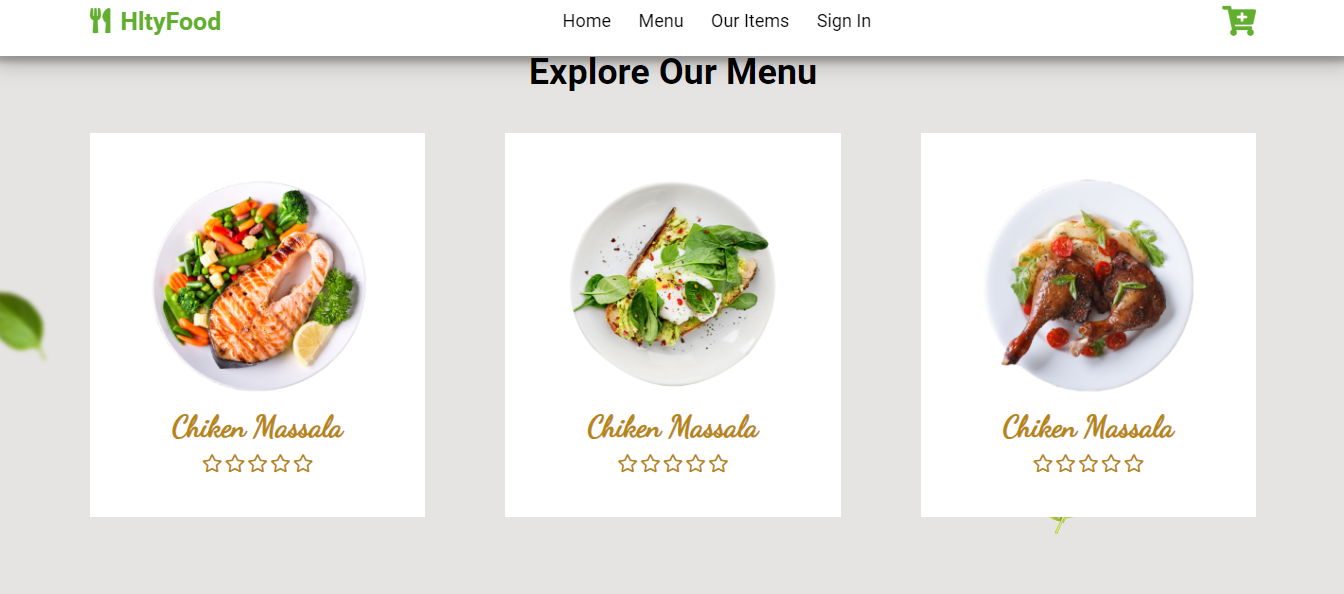 HltyFood
Home Menu Our Items Sign In
Explore Our Menu
Chiken Massala
Chiken Massala
Chiken Massala